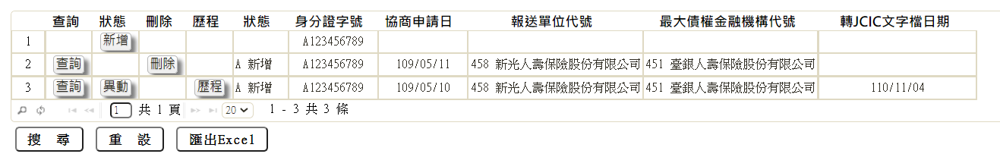 查詢 狀態 刪除 歷程 狀態 身分證字號 協商申請日 報送單位代號 最大債權金融機構代號 轉JCIC文字檔日期
1 新增 A123456789
2 查詢 刪除 A 新增 A123456789 109/05/11 458 新光人壽保險股份有限公司 451 臺銀人壽保險股份有限公司
3 查詢 異動 歷程 A 新增 A123456789 109/05/10 458 新光人壽保險股份有限公司 451 臺銀人壽保險股份有限公司 110/11/04
1 共 1 頁 20 1 - 3 共 3 條
搜 尋 重 設 匯出Excel